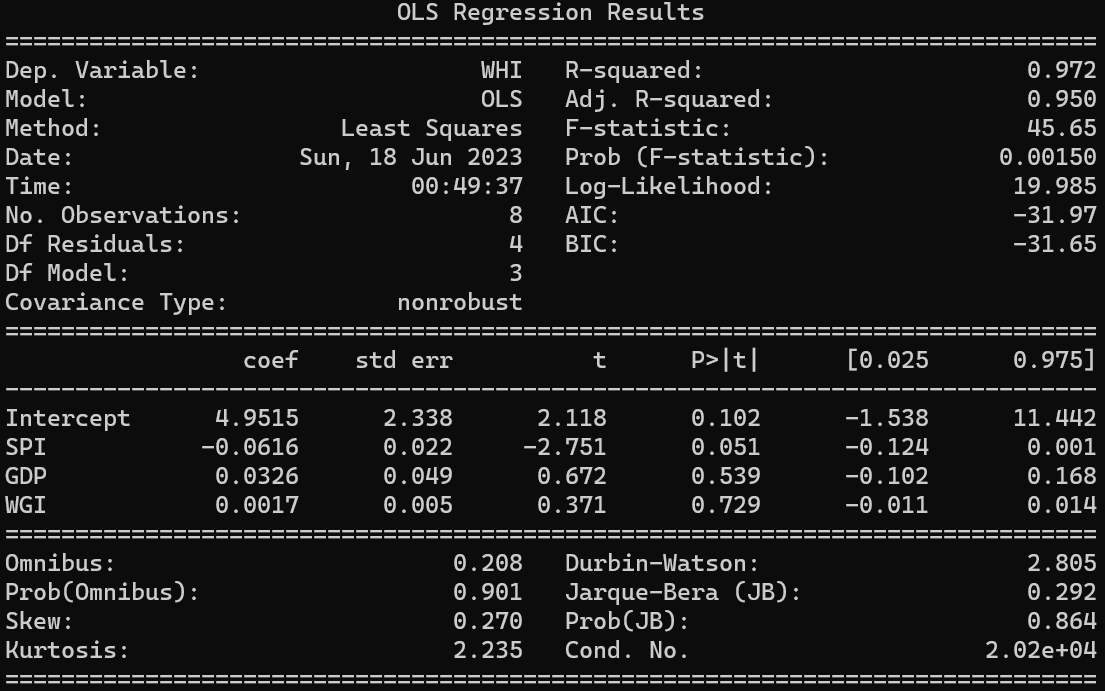 OLS Regression Results
==============================================================================
Dep. Variable: WHI R-squared: 0.972
Model: OLS Adj. R-squared: 0.950
Method: Least Squares F-statistic: 45.65
Date: Sun, 18 Jun 2023 Prob (F-statistic): 0.00150
Time: 00:49:37 Log-Likelihood: 19.985
No. Observations: 8 AIC: -31.97
Df Residuals: 4 BIC: -31.65
Df Model: 3
Covariance Type: nonrobust
==============================================================================
coef std err t P>|t| [0.025 0.975]
------------------------------------------------------------------------------
Intercept 4.9515 2.338 2.118 0.102 -1.538 11.442
SPI -0.0616 0.022 -2.751 0.051 -0.124 0.001
GDP 0.0326 0.049 0.672 0.539 -0.102 0.168
WGI 0.0017 0.005 0.371 0.729 -0.011 0.014
==============================================================================
Omnibus: 0.208 Durbin-Watson: 2.805
Prob(Omnibus): 0.901 Jarque-Bera (JB): 0.292
Skew: 0.270 Prob(JB): 0.864
Kurtosis: 2.235 Cond. No. 2.02e+04
==============================================================================